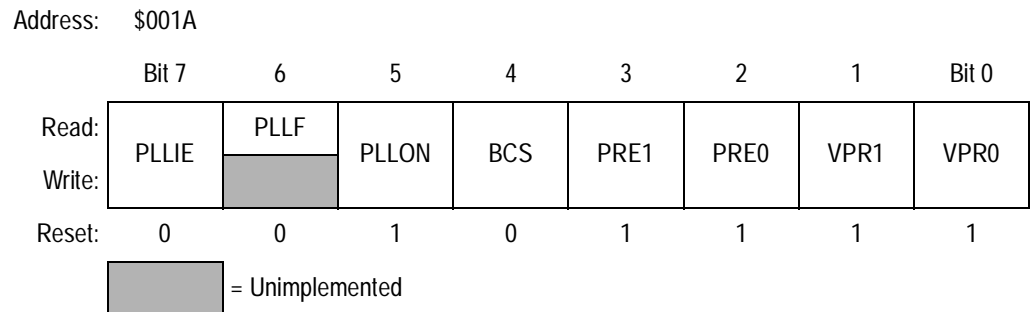 Address: $001A
Bit 7 6 5 4 3 2 1 Bit 0
Read: PLLIE PLLF PLLON BCS PRE1 PRE0 VPR1 VPR0
Write:
Reset: 0 0 1 0 1 1 1 1
= Unimplemented